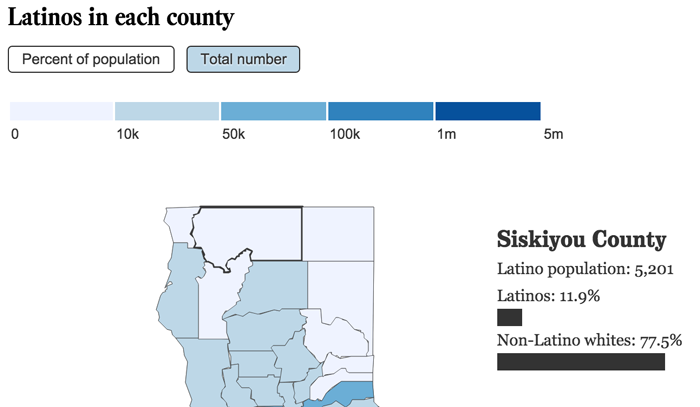 Latinos in each county
Percent of population
Total number
0
10k
50k
100k
1m
5m
Siskiyou County
Latino population: 5,201
Latinos: 11.9%
Non-Latino whites: 77.5%